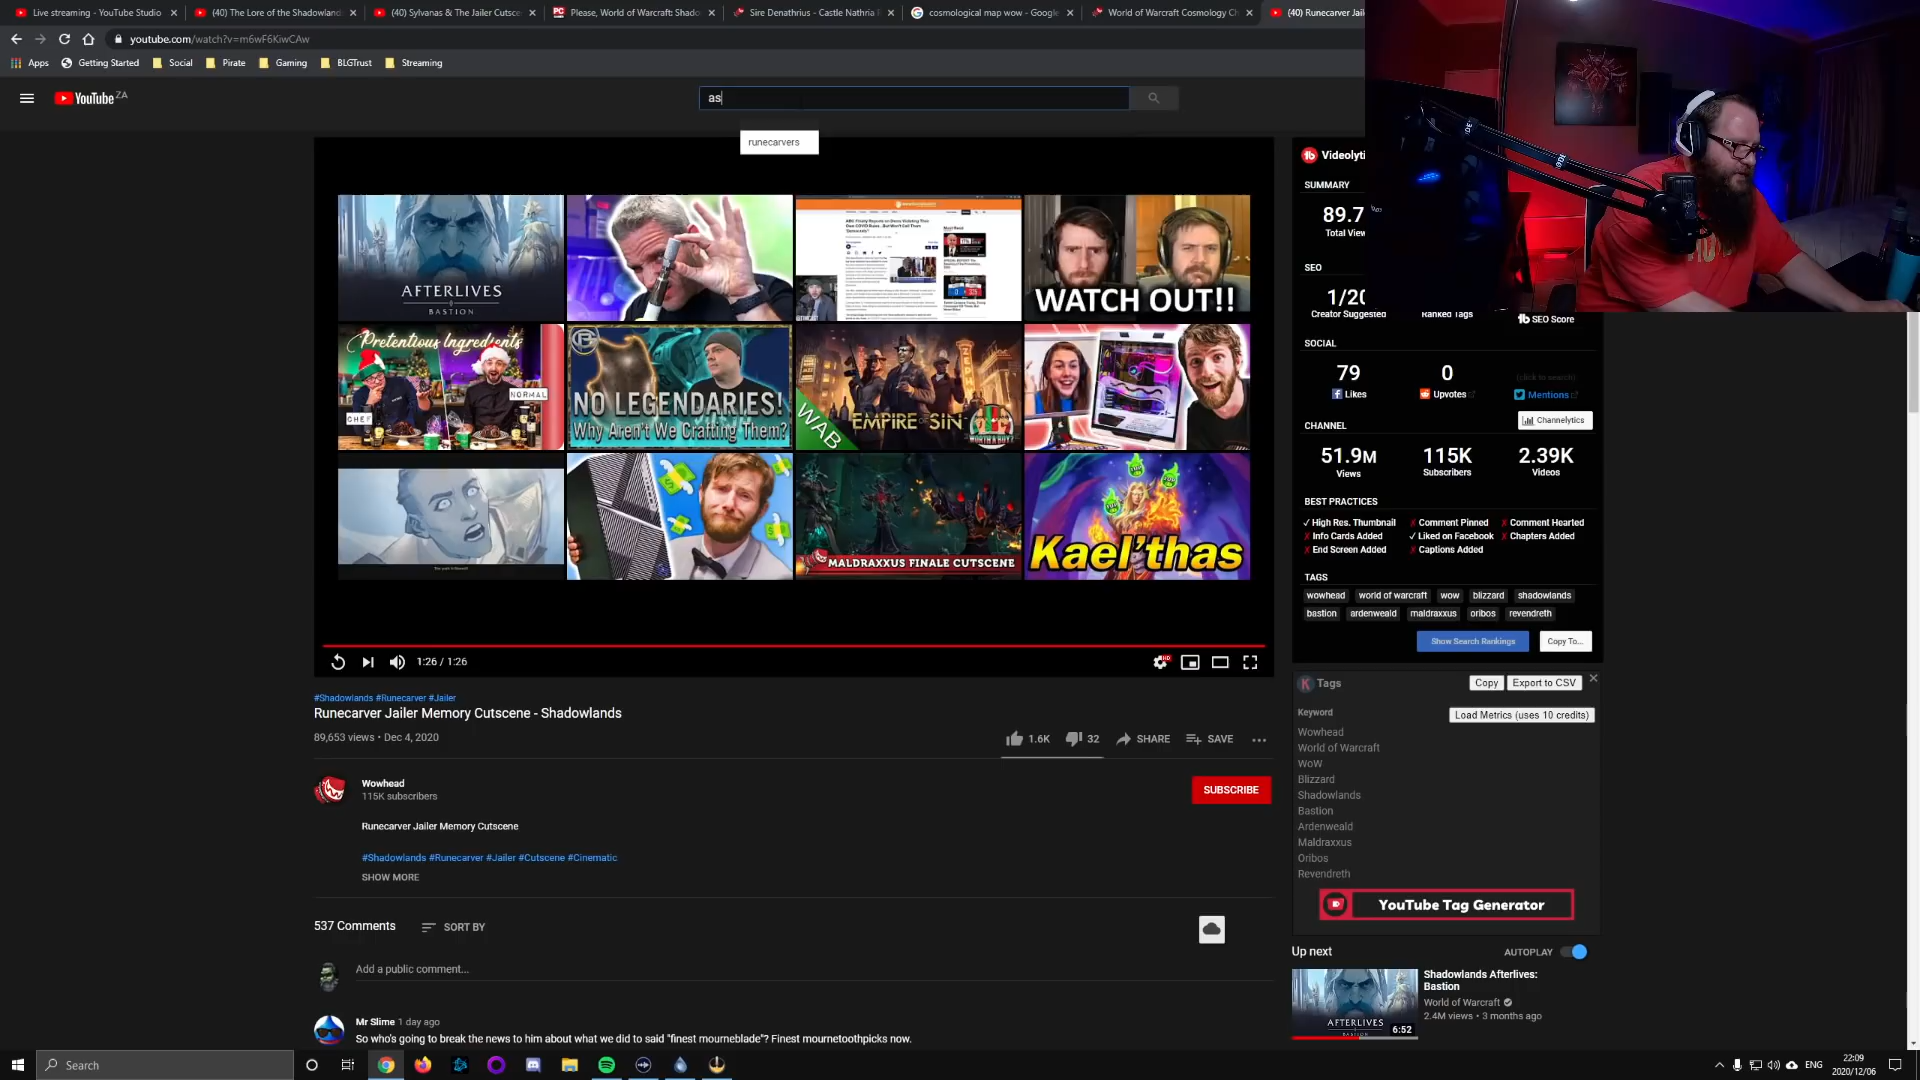 Live streaming - YouTube Studio
(40) The Lore of the Shadowland
(40) Sylvanas & The Jailer Cutsce
Please, World of Warcraft: Shado
Sire Denathrius - Castle Nathria
cosmological map wow - Google
World of Warcraft Cosmology Ch
(40) Runecarver Jail
youtube.com/watch?v=m6wF6KiwCAw
Apps
Getting Started
Social
Pirate
Gaming
BLGTrust
Streaming
YouTube ZA
as
runecarvers
AFTERLIVES
BASTION
WATCH OUT!!
Pretentious Ingredients
CHEF
NORMAL
NO LEGENDARIES!
Why Aren't We Crafting Them?
WAB
EMPIRE OF SIN
MALDRAXXUS FINALE CUTSCENE
Kael'thas
1:26 / 1:26
#Shadowlands #Runecarver #Jailer
Runecarver Jailer Memory Cutscene - Shadowlands
89,653 views • Dec 4, 2020
1.6K
32
SHARE
SAVE
Wowhead
115K subscribers
SUBSCRIBE
Runecarver Jailer Memory Cutscene
#Shadowlands #Runecarver #Jailer #Cutscene #Cinematic
SHOW MORE
537 Comments
SORT BY
Add a public comment...
Mr Slime 1 day ago
So who's going to break the news to him about what we did to said "finest mourneblade"? Finest mournetoothpicks now.
Videolyti
SUMMARY
89.7
Total View
SEO
1/20
Creator Suggested
Ranked Tags
SEO Score
SOCIAL
79
Likes
0
Upvotes
(click to search)
Mentions
Channelytics
CHANNEL
51.9M
Views
115K
Subscribers
2.39K
Videos
BEST PRACTICES
✓ High Res. Thumbnail
✗ Comment Pinned
✗ Comment Hearted
✗ Info Cards Added
✓ Liked on Facebook
✗ Chapters Added
✗ End Screen Added
✗ Captions Added
TAGS
wowhead
world of warcraft
wow
blizzard
shadowlands
bastion
ardenweald
maldraxxus
oribos
revendreth
Show Search Rankings
Copy To...
Tags
Copy
Export to CSV
Keyword
Load Metrics (uses 10 credits)
Wowhead
World of Warcraft
WoW
Blizzard
Shadowlands
Bastion
Ardenweald
Maldraxxus
Oribos
Revendreth
YouTube Tag Generator
Up next
AUTOPLAY
AFTERLIVES
BASTION
6:52
Shadowlands Afterlives:
Bastion
World of Warcraft
2.4M views • 3 months ago
Search
ENG
22:09
2020/12/06